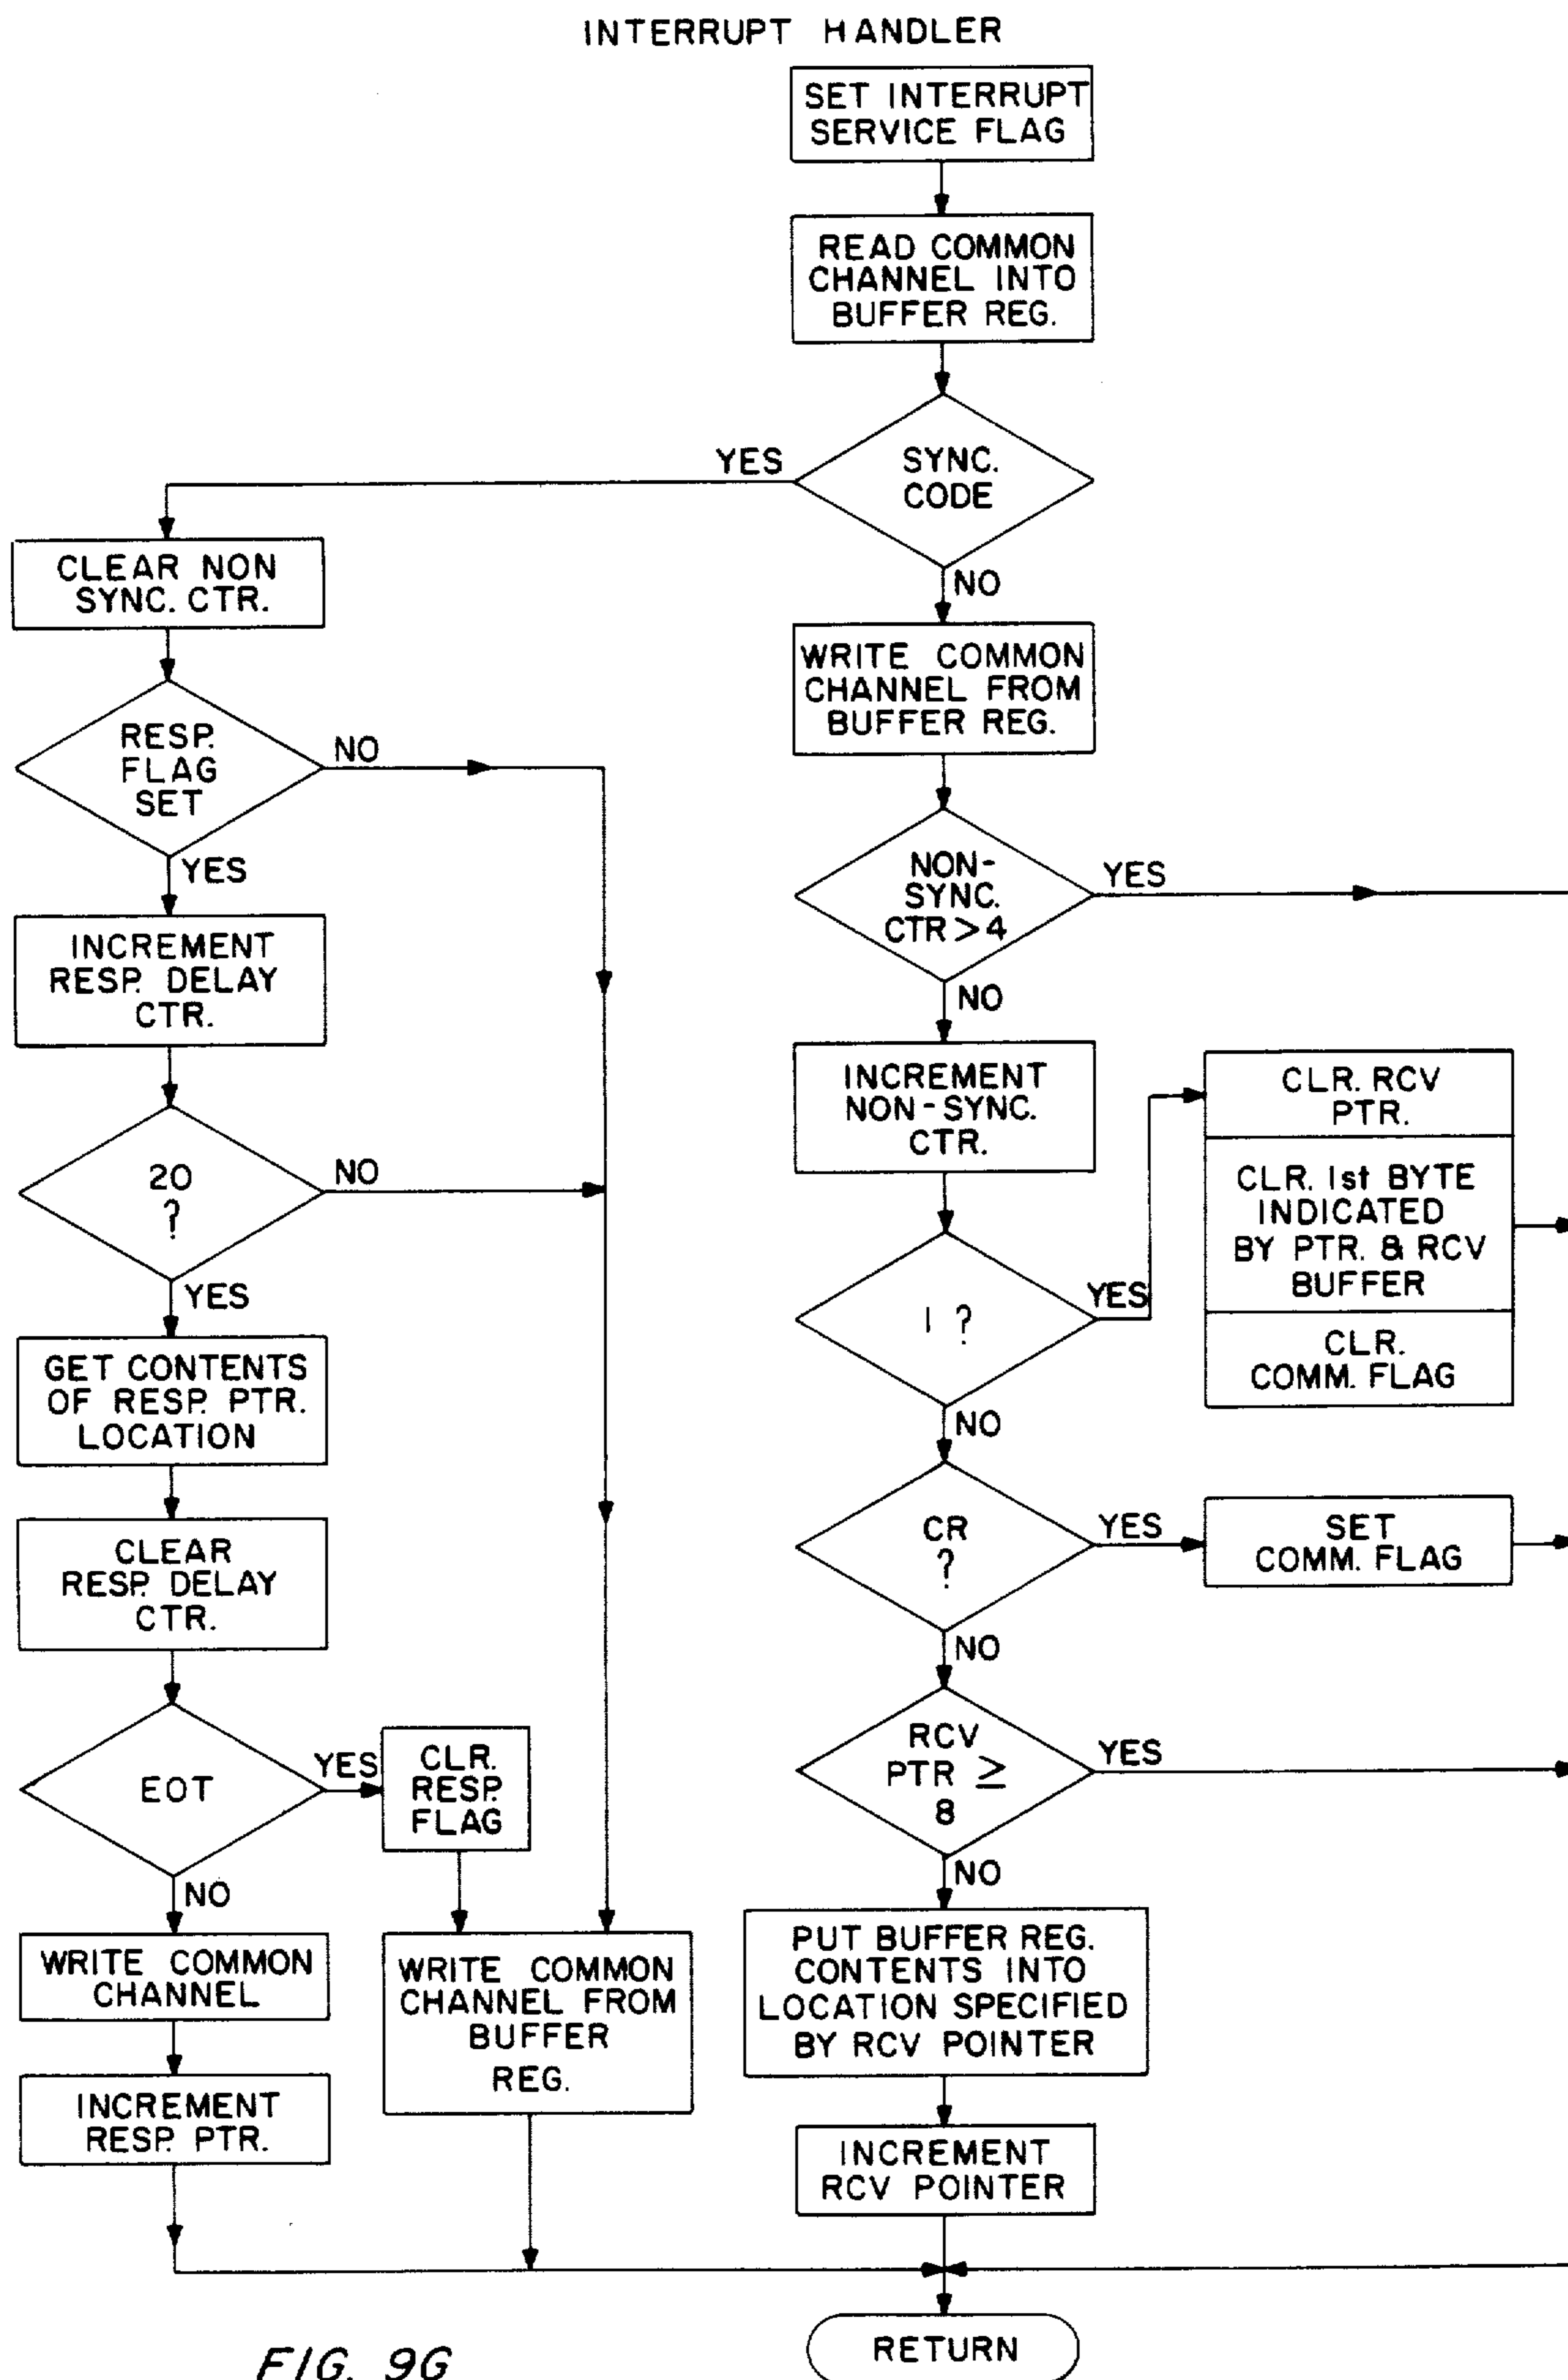 INTERRUPT HANDLER
SET INTERRUPT
SERVICE FLAG
READ COMMON
CHANNEL INTO
BUFFER REG.
SYNC.
CODE
YES
NO
CLEAR NON
SYNC. CTR.
RESP.
FLAG
SET
NO
YES
INCREMENT
RESP. DELAY
CTR.
20
?
NO
YES
GET CONTENTS
OF RESP. PTR.
LOCATION
CLEAR
RESP. DELAY
CTR.
EOT
YES
NO
CLR.
RESP.
FLAG
WRITE COMMON
CHANNEL
INCREMENT
RESP. PTR.
WRITE COMMON
CHANNEL FROM
BUFFER
REG.
WRITE COMMON
CHANNEL FROM
BUFFER REG.
NON-
SYNC.
CTR > 4
YES
NO
INCREMENT
NON-SYNC.
CTR.
1 ?
YES
NO
CLR. RCV
PTR.
CLR. 1st BYTE
INDICATED
BY PTR. & RCV
BUFFER
CLR.
COMM. FLAG
CR
?
YES
NO
SET
COMM. FLAG
RCV
PTR ≥
8
YES
NO
PUT BUFFER REG.
CONTENTS INTO
LOCATION SPECIFIED
BY RCV POINTER
INCREMENT
RCV POINTER
RETURN
FIG. 9G